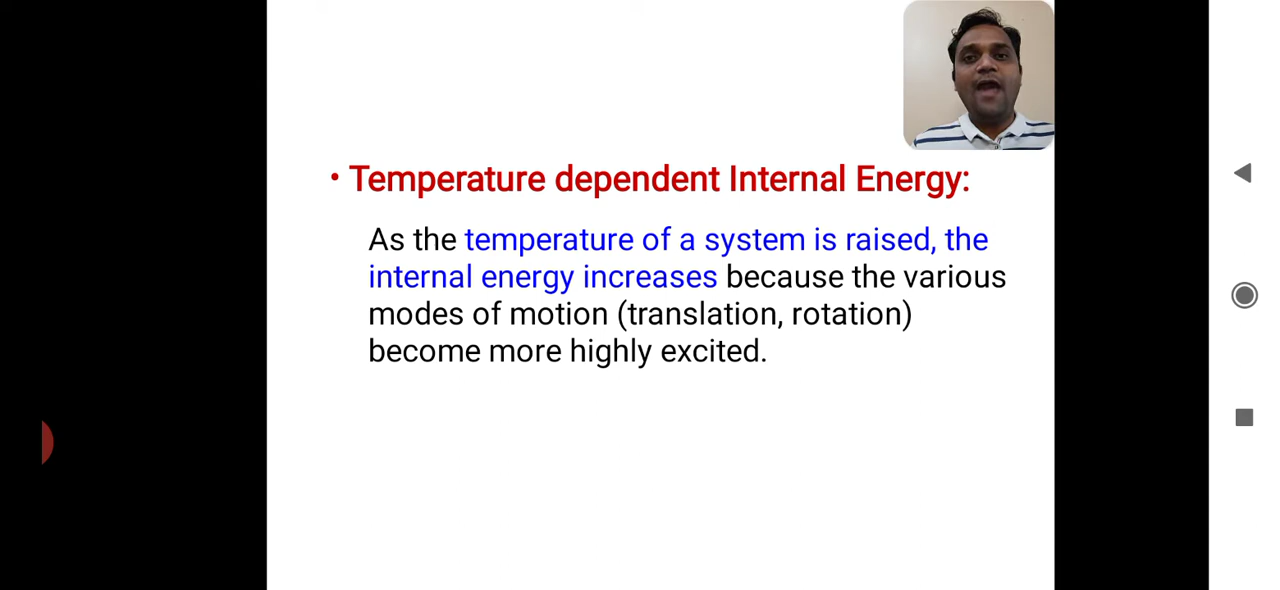 • Temperature dependent Internal Energy:
As the temperature of a system is raised, the
internal energy increases because the various
modes of motion (translation, rotation)
become more highly excited.